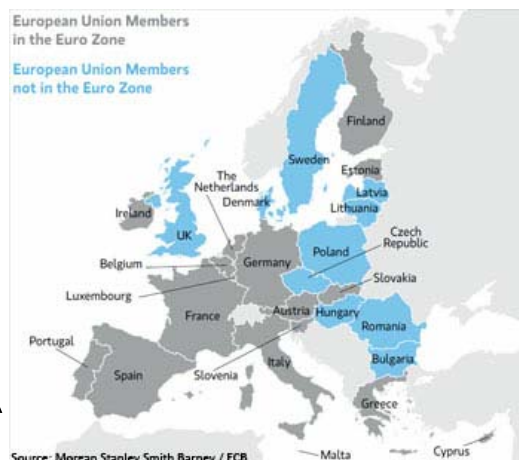 European Union Members
in the Euro Zone
European Union Members
not in the Euro Zone
Finland
Sweden
Estonia
The
Netherlands
Latvia
Denmark
Lithuania
Ireland
UK
Czech
Republic
Poland
Belgium
Germany
Slovakia
Luxembourg
Austria
Hungary
France
Romania
Portugal
Slovenia
Italy
Bulgaria
Spain
Greece
Malta
Cyprus
Source: Morgan Stanley Smith Barney / ECB